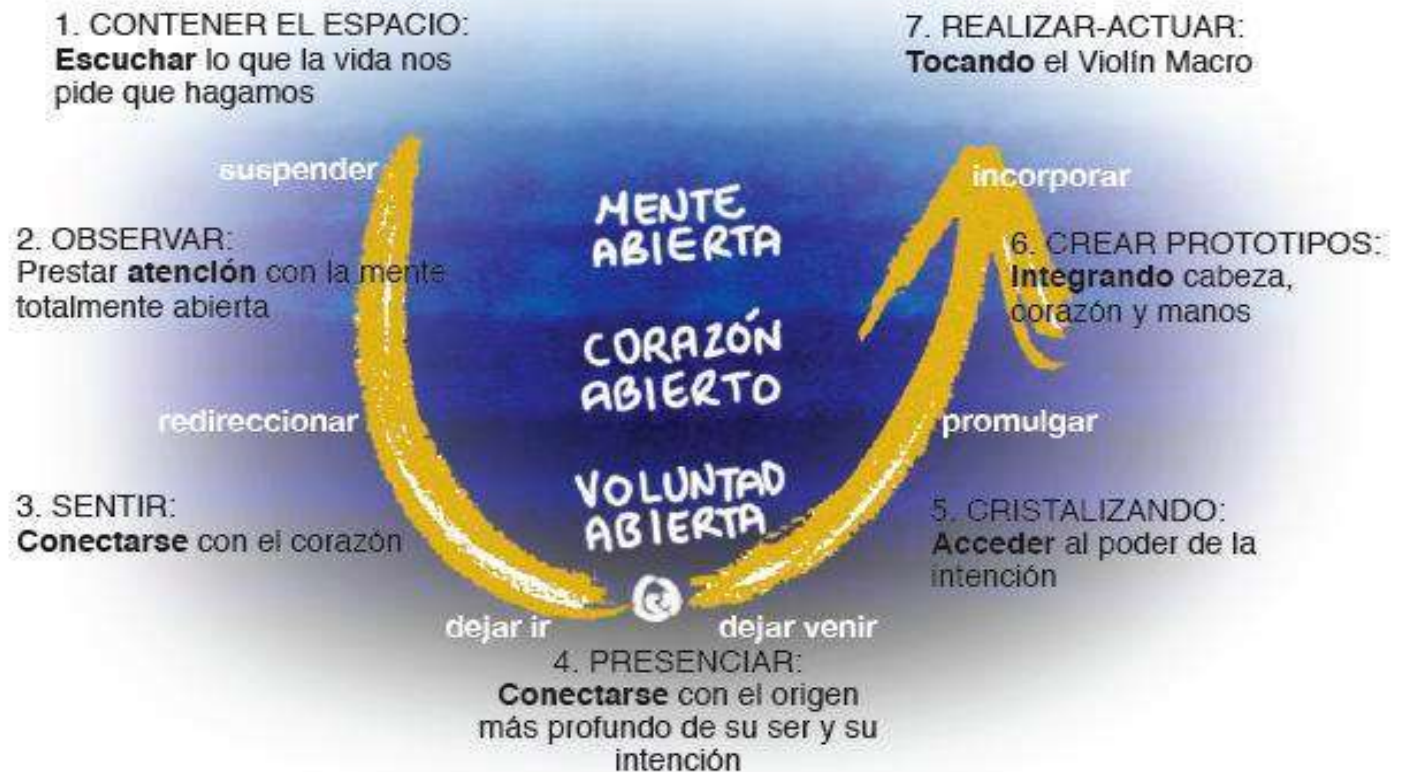 1. CONTENER EL ESPACIO:
Escuchar lo que la vida nos
pide que hagamos
suspender
2. OBSERVAR:
Prestar atención con la mente
totalmente abierta
redireccionar
3. SENTIR:
Conectarse con el corazón
dejar ir
MENTE
ABIERTA
CORAZÓN
ABIERTO
VOLUNTAD
ABIERTA
4. PRESENCIAR:
Conectarse con el origen
más profundo de su ser y su
intención
dejar venir
5. CRISTALIZANDO:
Acceder al poder de la
intención
promulgar
6. CREAR PROTOTIPOS:
Integrando cabeza,
corazón y manos
incorporar
7. REALIZAR-ACTUAR:
Tocando el Violín Macro